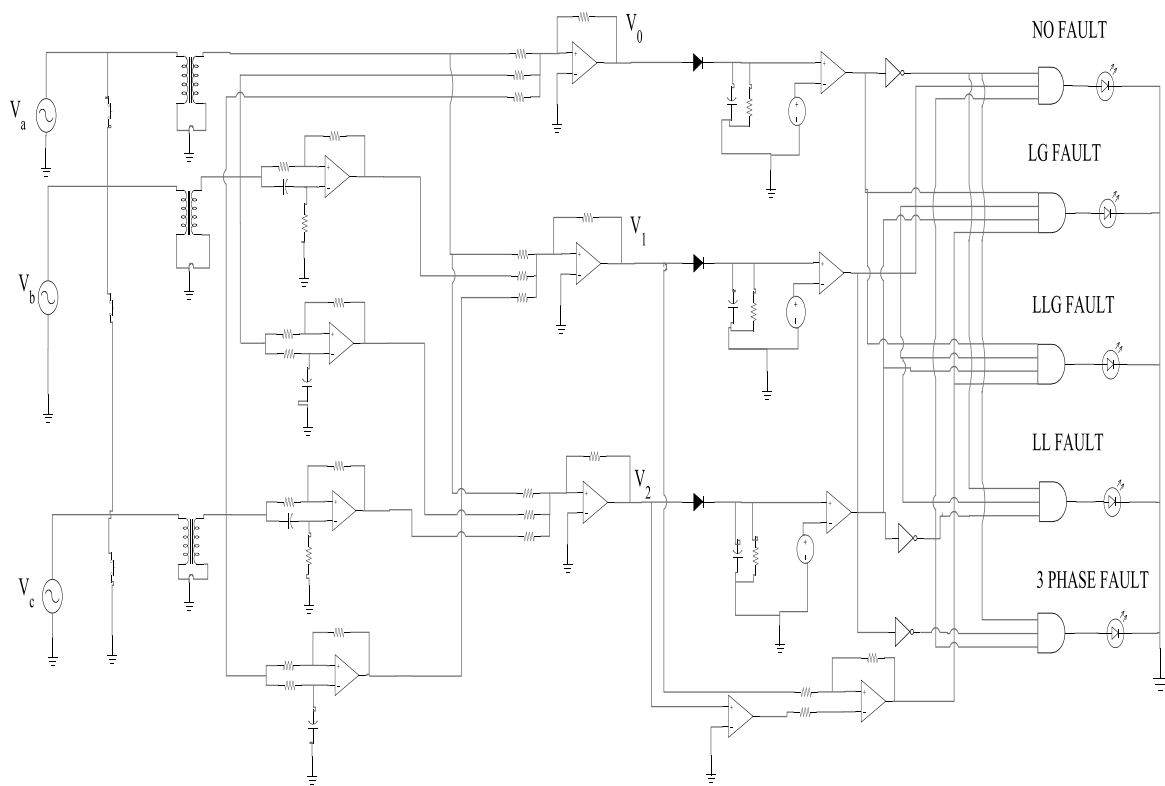 NO FAULT
V0
Va
LG FAULT
V1
Vb
LLG FAULT
LL FAULT
V2
3 PHASE FAULT
Vc